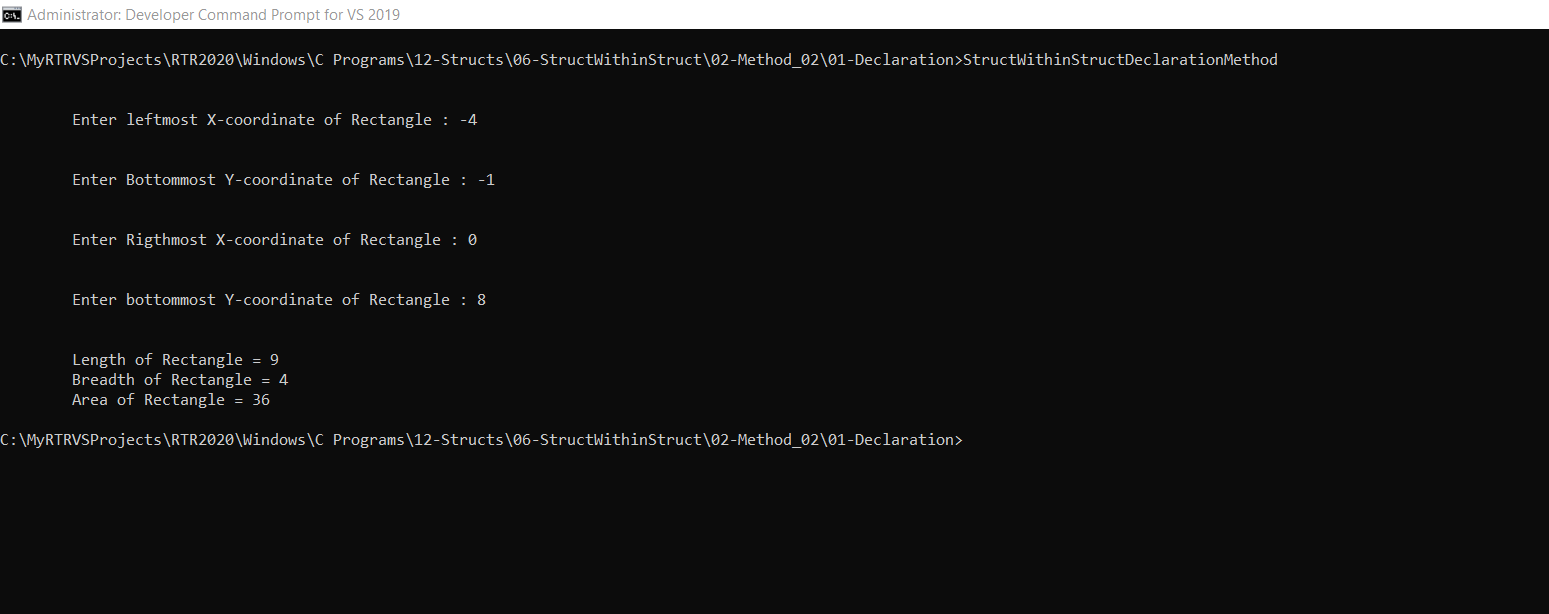 Administrator: Developer Command Prompt for VS 2019
C:\MyRTRVSProjects\RTR2020\Windows\C Programs\12-Structs\06-StructWithinStruct\02-Method_02\01-Declaration>StructWithinStructDeclarationMethod
Enter leftmost X-coordinate of Rectangle : -4
Enter Bottommost Y-coordinate of Rectangle : -1
Enter Rigthmost X-coordinate of Rectangle : 0
Enter bottommost Y-coordinate of Rectangle : 8
Length of Rectangle = 9
Breadth of Rectangle = 4
Area of Rectangle = 36
C:\MyRTRVSProjects\RTR2020\Windows\C Programs\12-Structs\06-StructWithinStruct\02-Method_02\01-Declaration>